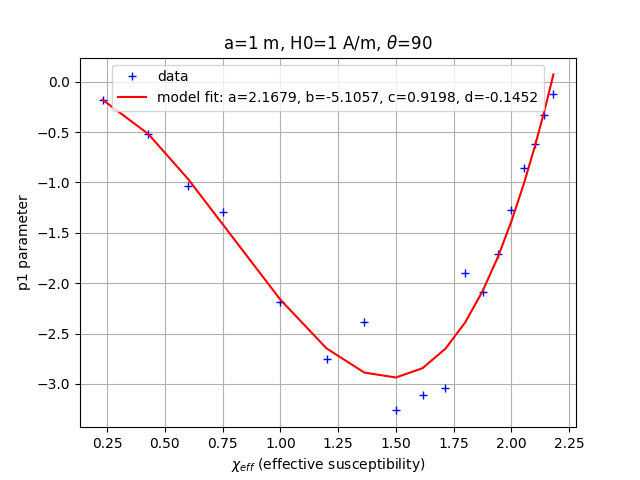 a=1 m, H0=1 A/m, θ=90
data
model fit: a=2.1679, b=-5.1057, c=0.9198, d=-0.1452
p1 parameter
0.0
−0.5
−1.0
−1.5
−2.0
−2.5
−3.0
0.25 0.50 0.75 1.00 1.25 1.50 1.75 2.00 2.25
χeff (effective susceptibility)